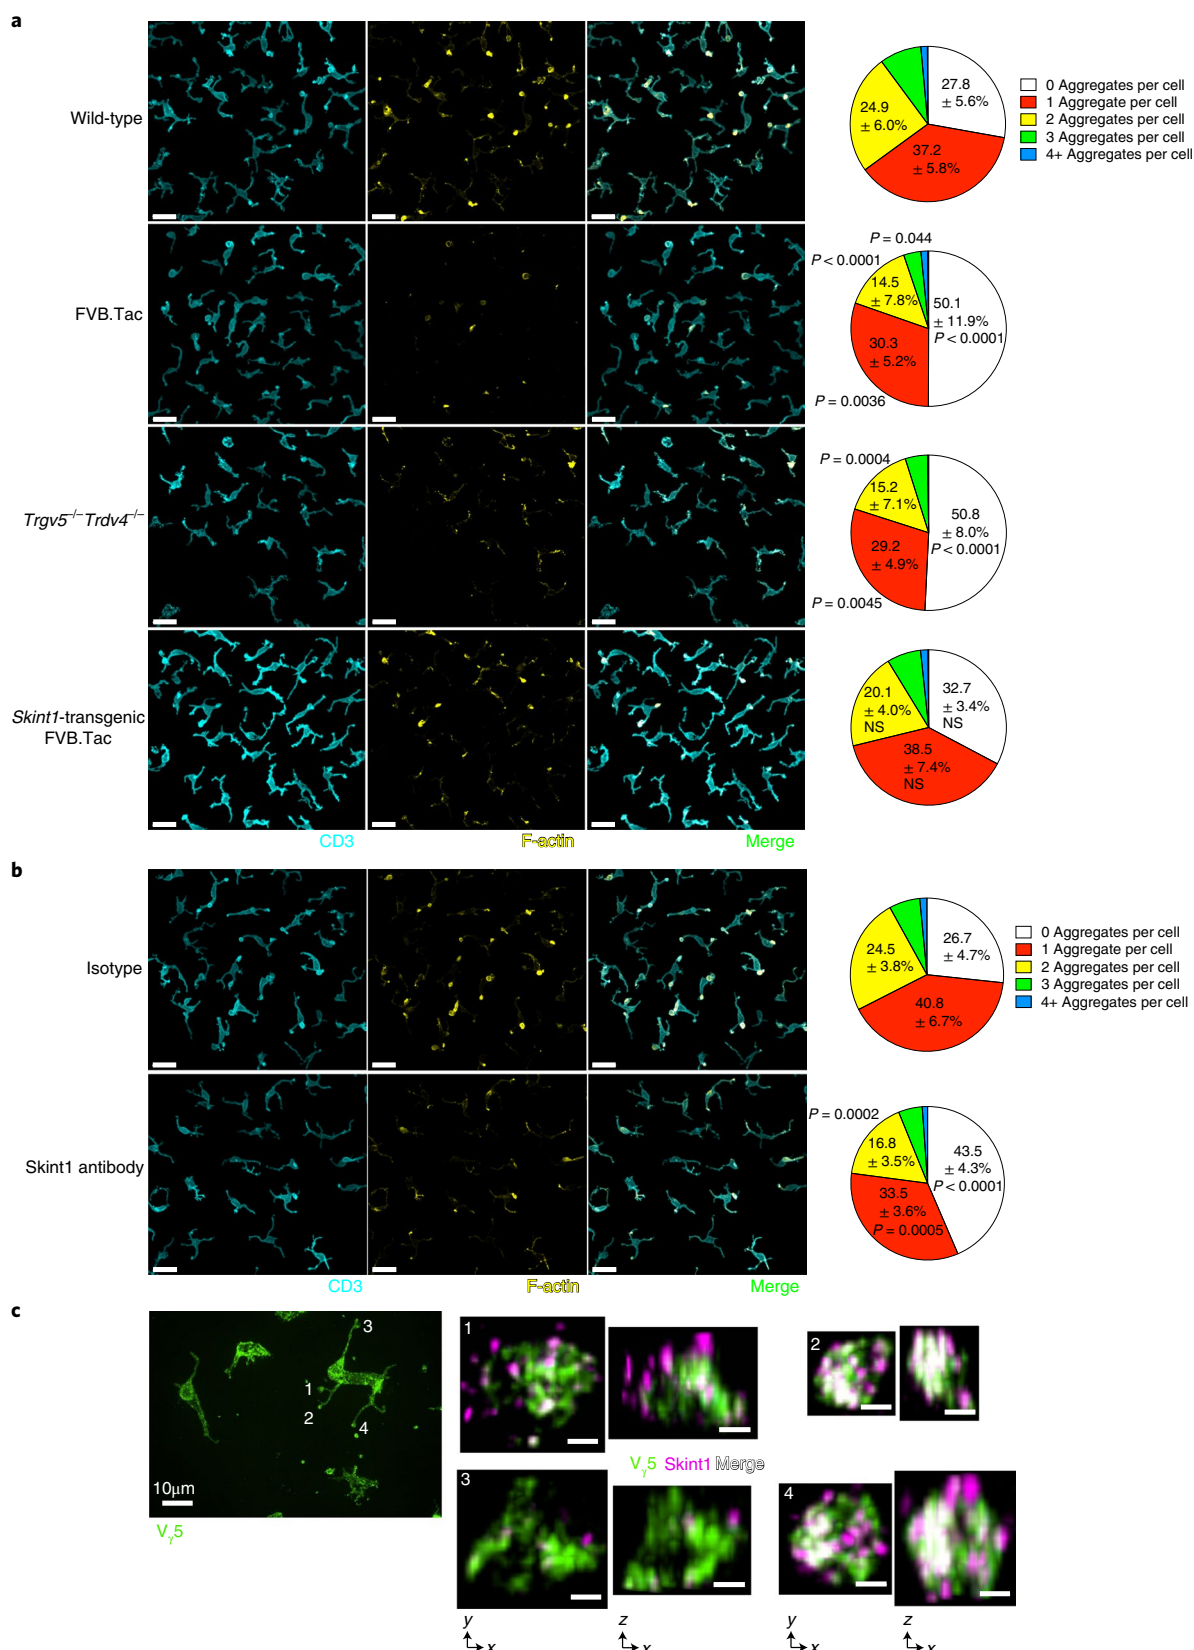 a
Wild-type
27.8
± 5.6%
24.9
± 6.0%
37.2
± 5.8%
0 Aggregates per cell
1 Aggregate per cell
2 Aggregates per cell
3 Aggregates per cell
4+ Aggregates per cell
FVB.Tac
P = 0.044
P < 0.0001
14.5
± 7.8%
50.1
± 11.9%
P < 0.0001
30.3
± 5.2%
P = 0.0036
Trgv5–/– Trdv4–/–
P = 0.0004
15.2
± 7.1%
50.8
± 8.0%
P < 0.0001
29.2
± 4.9%
P = 0.0045
Skint1-transgenic
FVB.Tac
20.1
± 4.0%
NS
32.7
± 3.4%
NS
38.5
± 7.4%
NS
CD3
F-actin
Merge
b
Isotype
24.5
± 3.8%
26.7
± 4.7%
40.8
± 6.7%
0 Aggregates per cell
1 Aggregate per cell
2 Aggregates per cell
3 Aggregates per cell
4+ Aggregates per cell
Skint1 antibody
P = 0.0002
16.8
± 3.5%
43.5
± 4.3%
P < 0.0001
33.5
± 3.6%
P = 0.0005
CD3
F-actin
Merge
c
3
1
2
4
10μm
Vγ5
1
2
Vγ5 Skint1 Merge
3
4
y
x
z
x
y
x
z
x